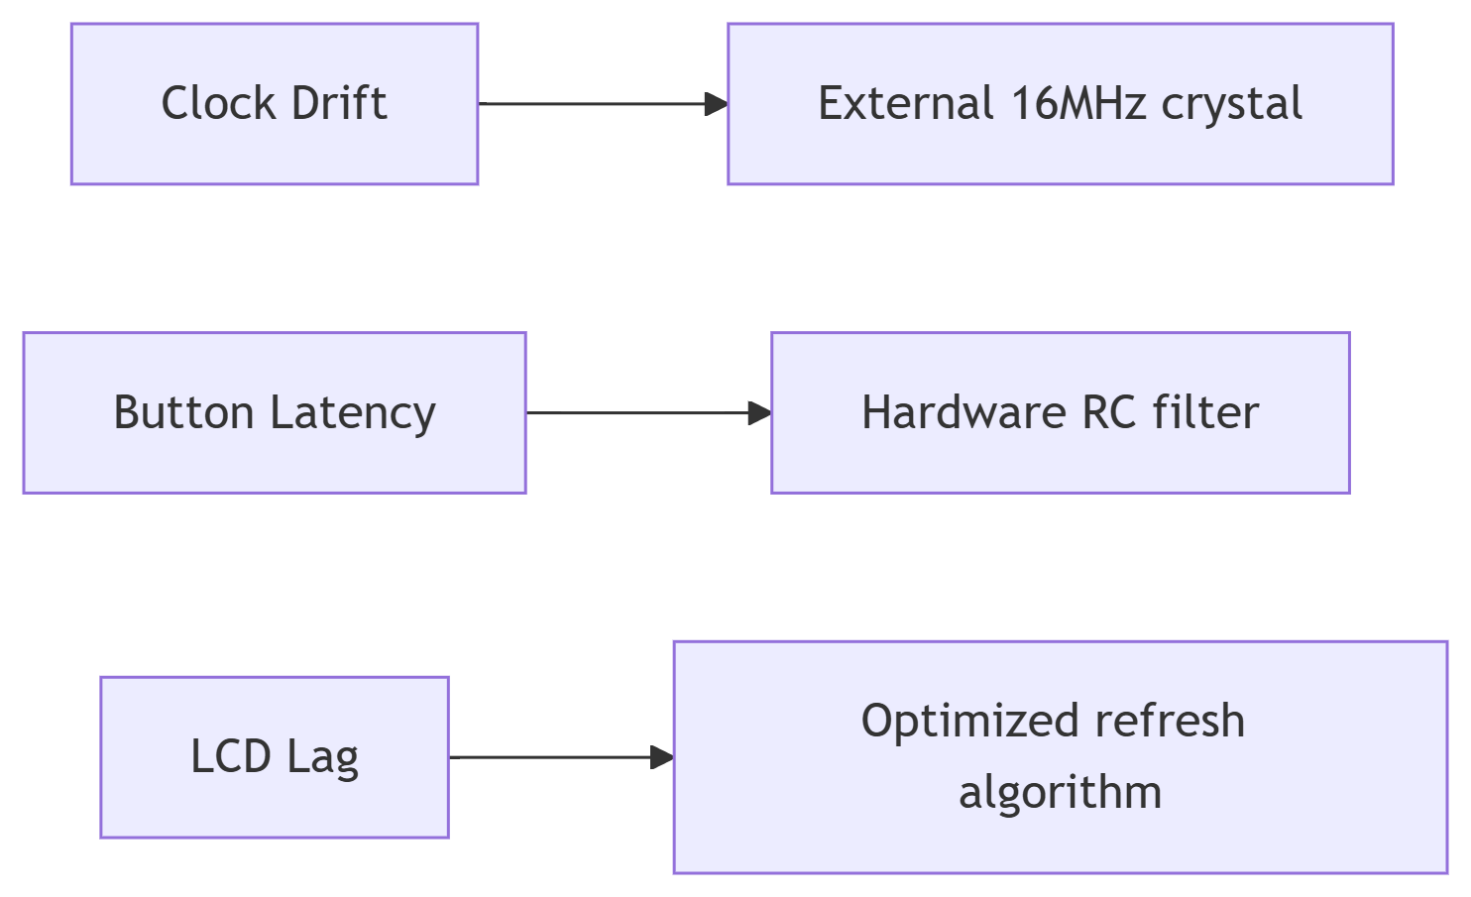 Clock Drift
External 16MHz crystal
Button Latency
Hardware RC filter
LCD Lag
Optimized refresh
algorithm